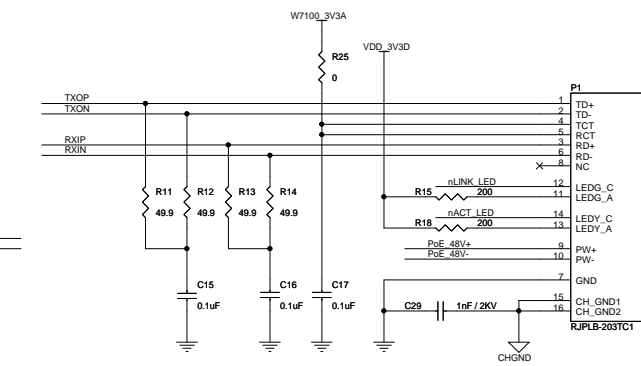 W7100_3V3A
R25
0
VDD_3V3D
P1
TXOP
TXON
RXIP
RXIN
1 TD+
2 TD-
4 TCT
5 RCT
3 RD+
6 RD-
8 NC
nLINK_LED
12 LEDG_C
R15 200 11 LEDG_A
nACT_LED
14 LEDY_C
R18 200 13 LEDY_A
R11 R12 R13 R14
49.9 49.9 49.9 49.9
PoE_48V+ 9 PW+
PoE_48V- 10 PW-
7 GND
C15 C16 C17
0.1uF 0.1uF 0.1uF
C29 1nF / 2KV
15 CH_GND1
16 CH_GND2
RJPLB-203TC1
CHGND